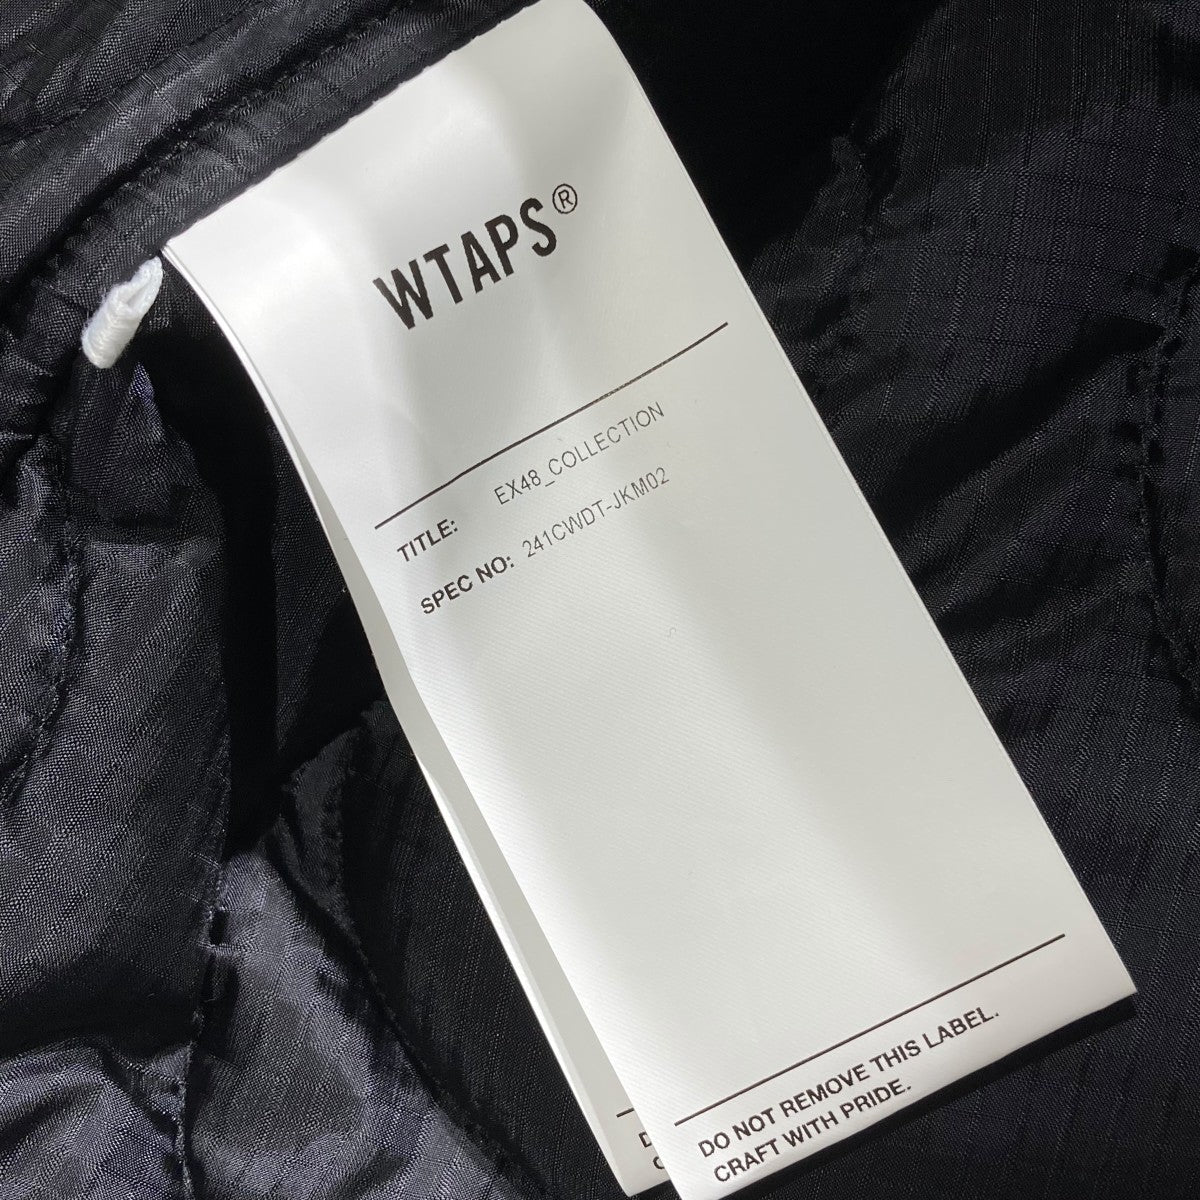 WTAPS®
TITLE: EX48_COLLECTION
SPEC NO: 241CWDT-JKM02
DO NOT REMOVE THIS LABEL.
CRAFT WITH PRIDE.